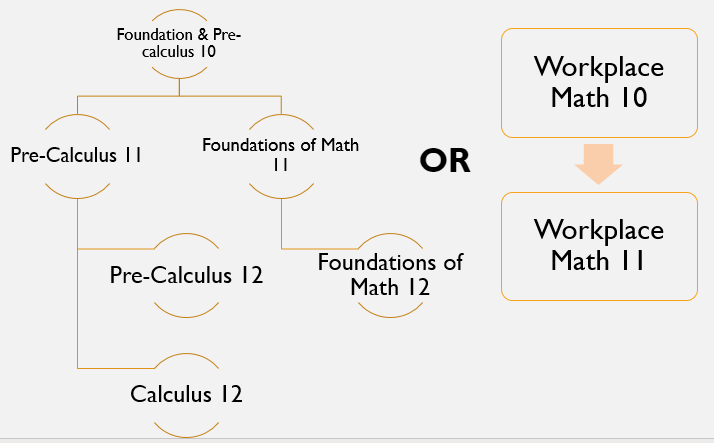 Foundation & Pre-
calculus 10
Pre-Calculus 11
Foundations of Math
11
Pre-Calculus 12
Foundations of
Math 12
Calculus 12
OR
Workplace
Math 10
Workplace
Math 11